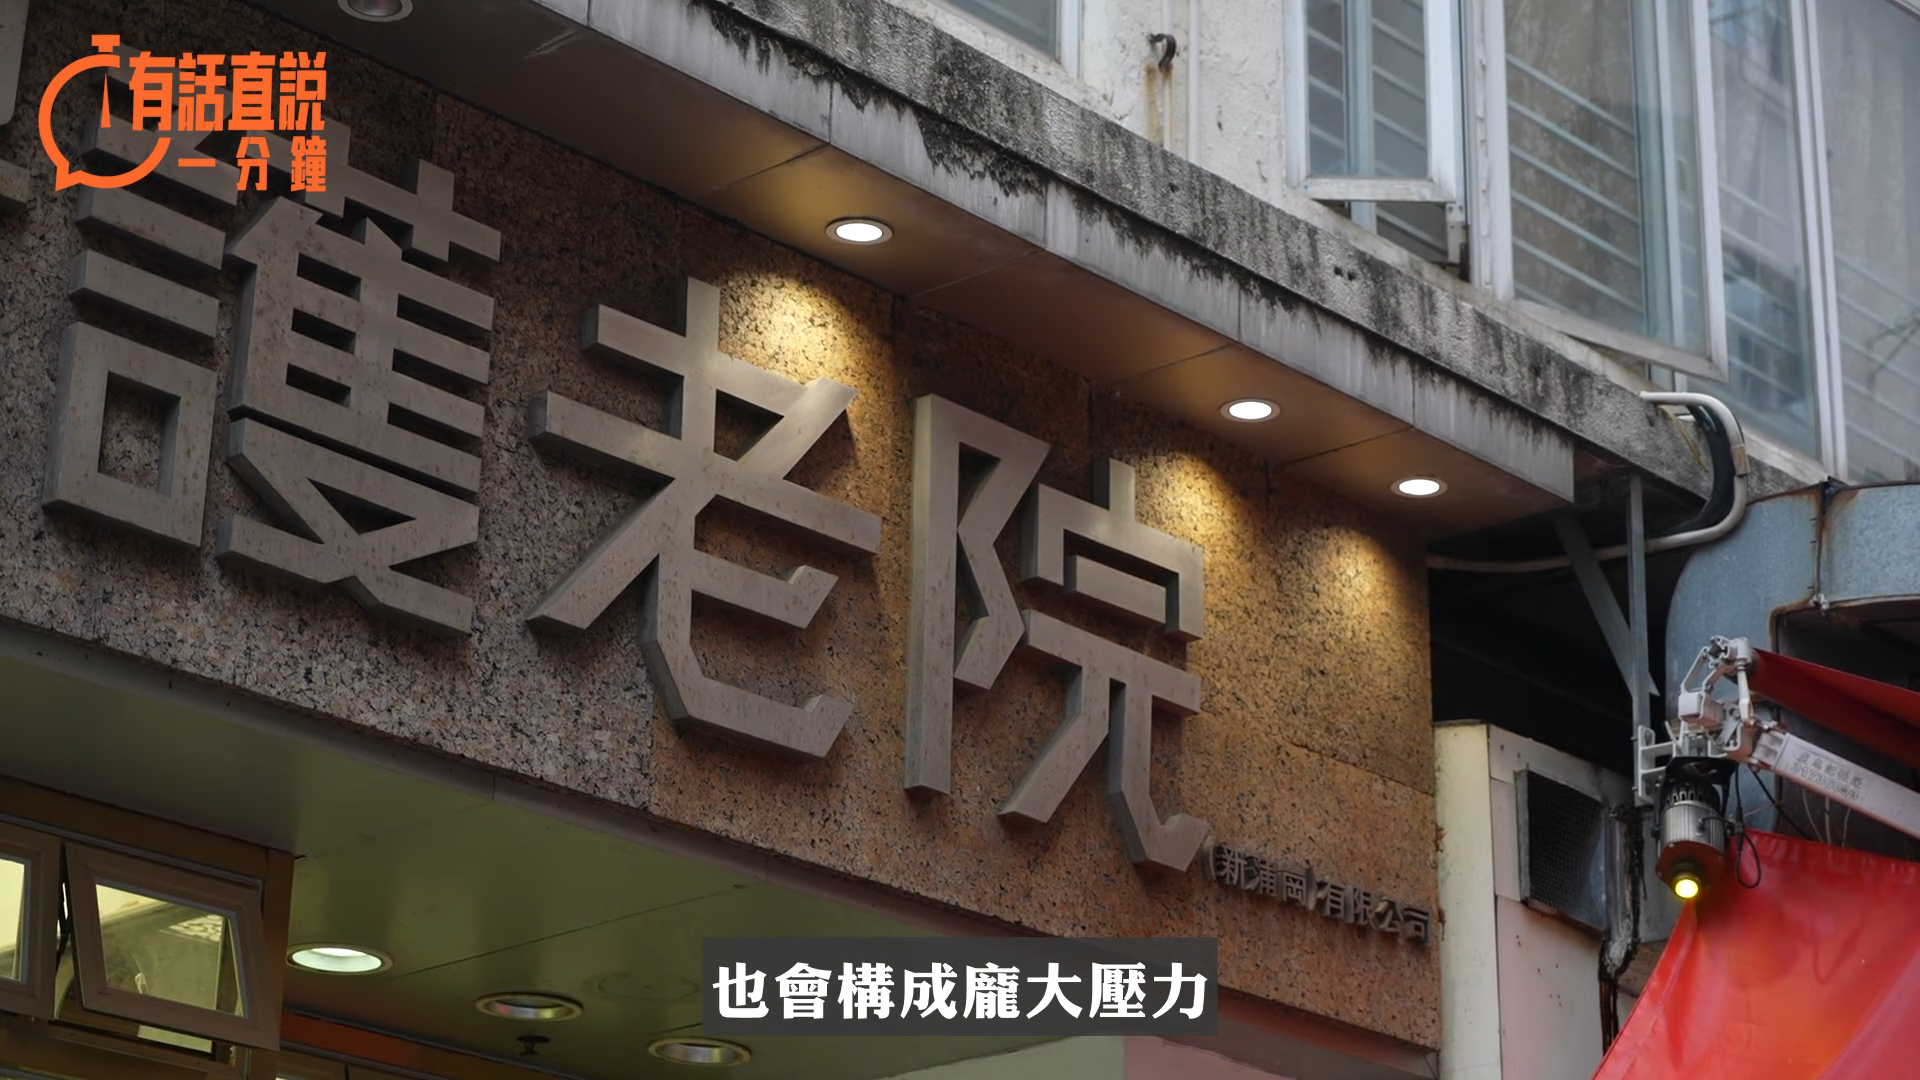 有話直説
一分鐘
護老院
(新蒲崗)有限公司
也會構成龐大壓力